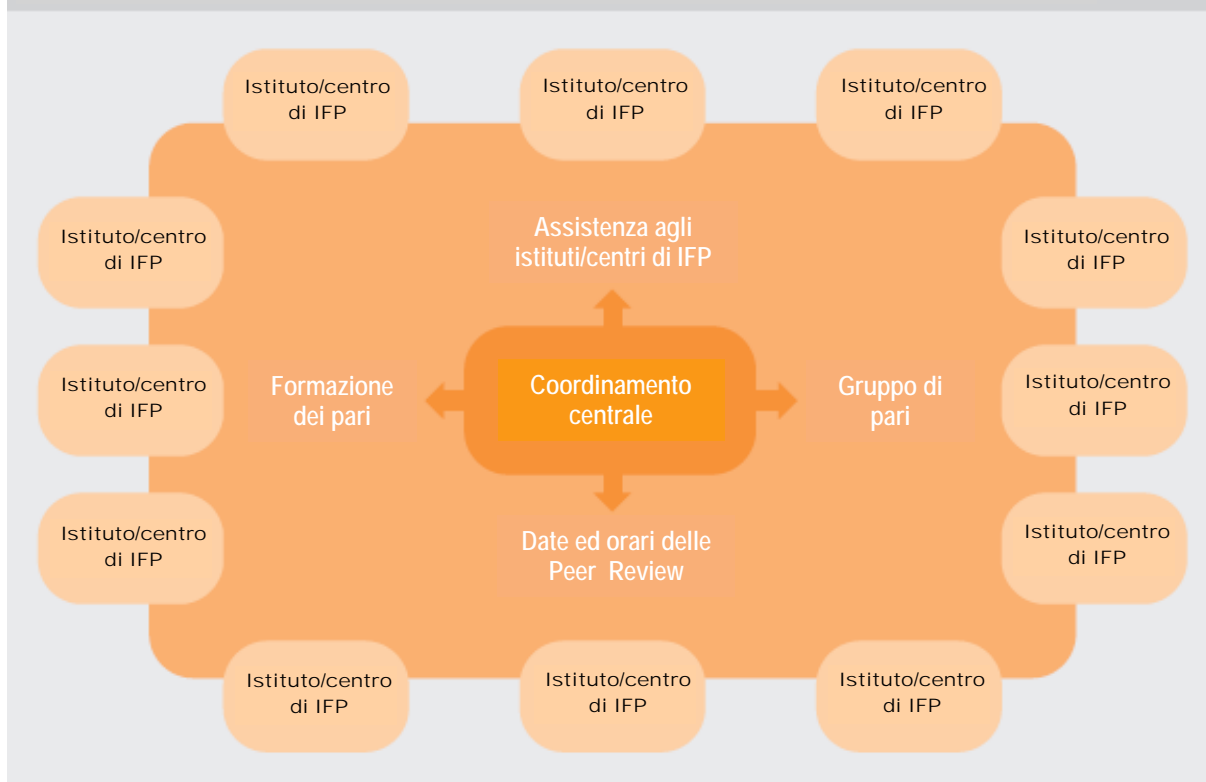 Istituto/centro
di IFP
Istituto/centro
di IFP
Istituto/centro
di IFP
Istituto/centro
di IFP
Assistenza agli
istituti/centri di IFP
Istituto/centro
di IFP
Istituto/centro
di IFP
Formazione
dei pari
Coordinamento
centrale
Gruppo di
pari
Istituto/centro
di IFP
Istituto/centro
di IFP
Date ed orari delle
Peer Review
Istituto/centro
di IFP
Istituto/centro
di IFP
Istituto/centro
di IFP
Istituto/centro
di IFP